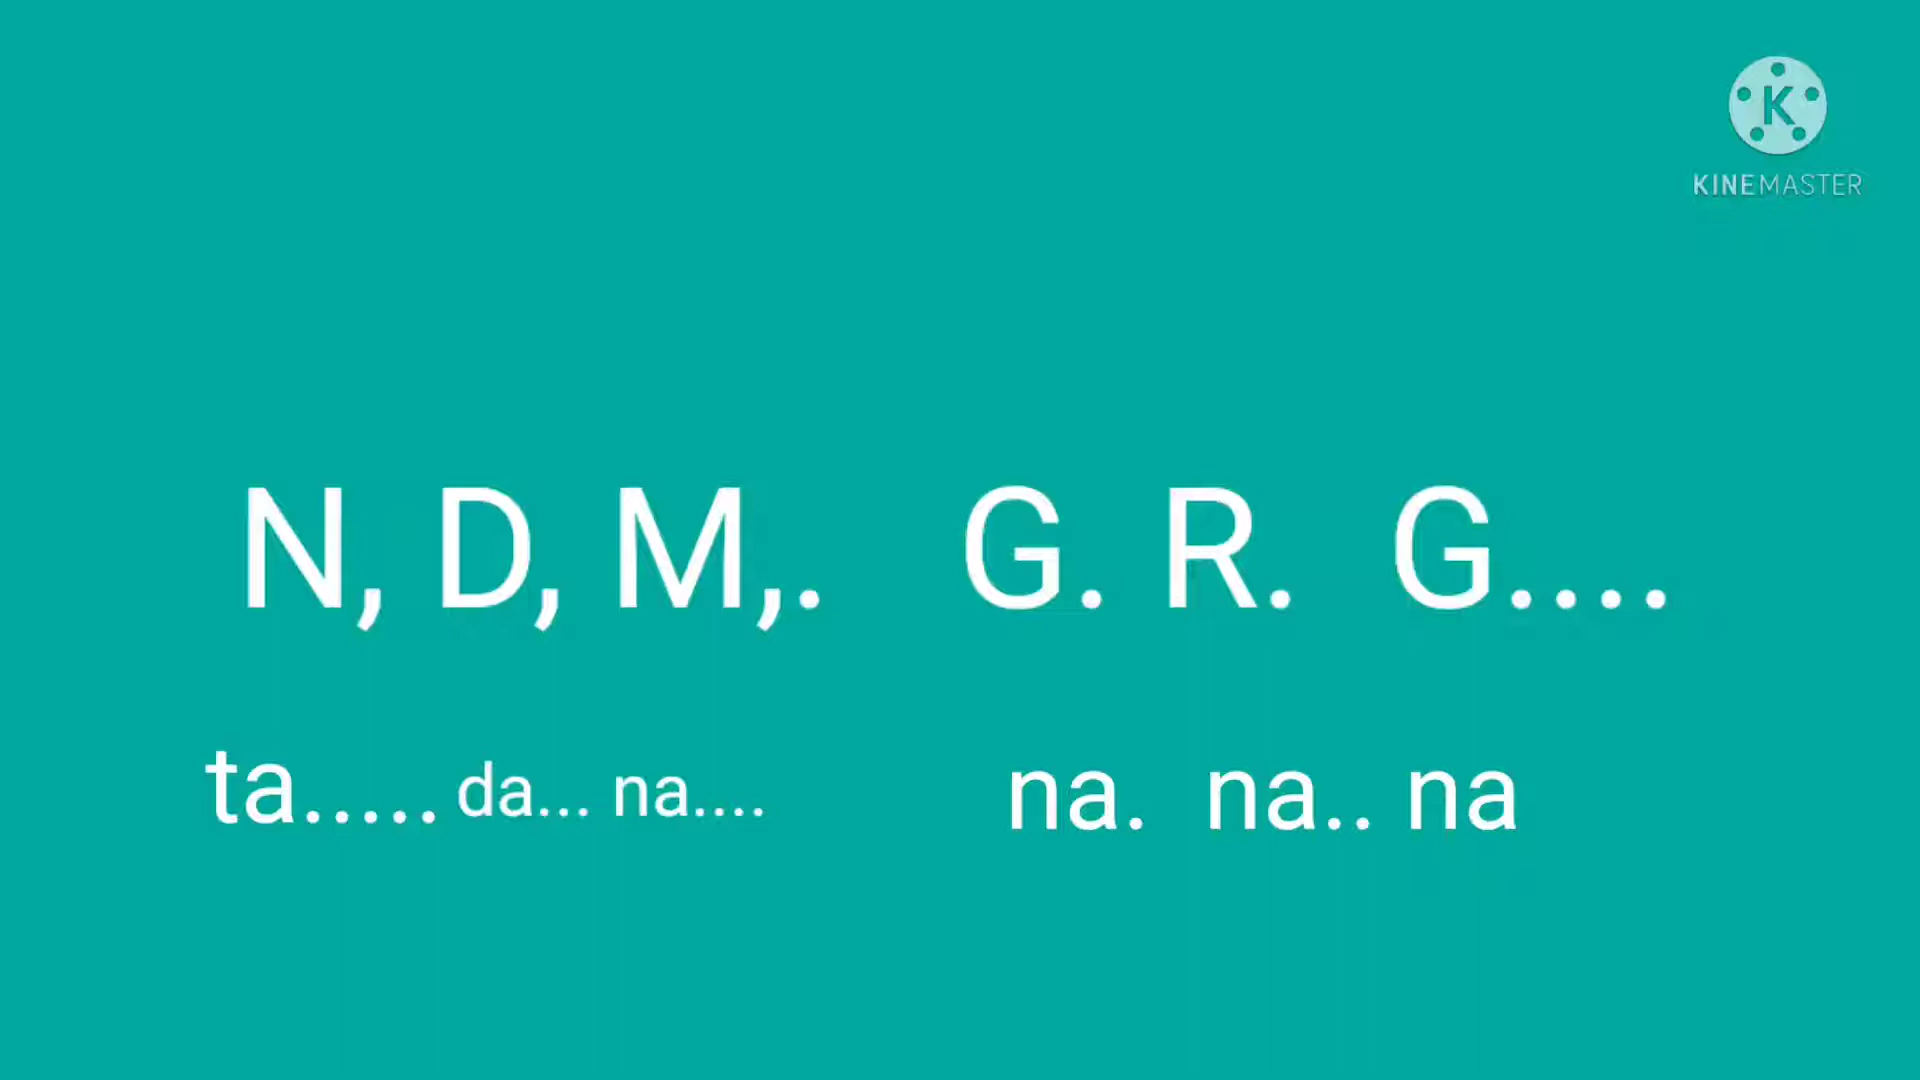 K
KINEMASTER
N, D, M,. G. R. G....
ta..... da... na.... na. na.. na